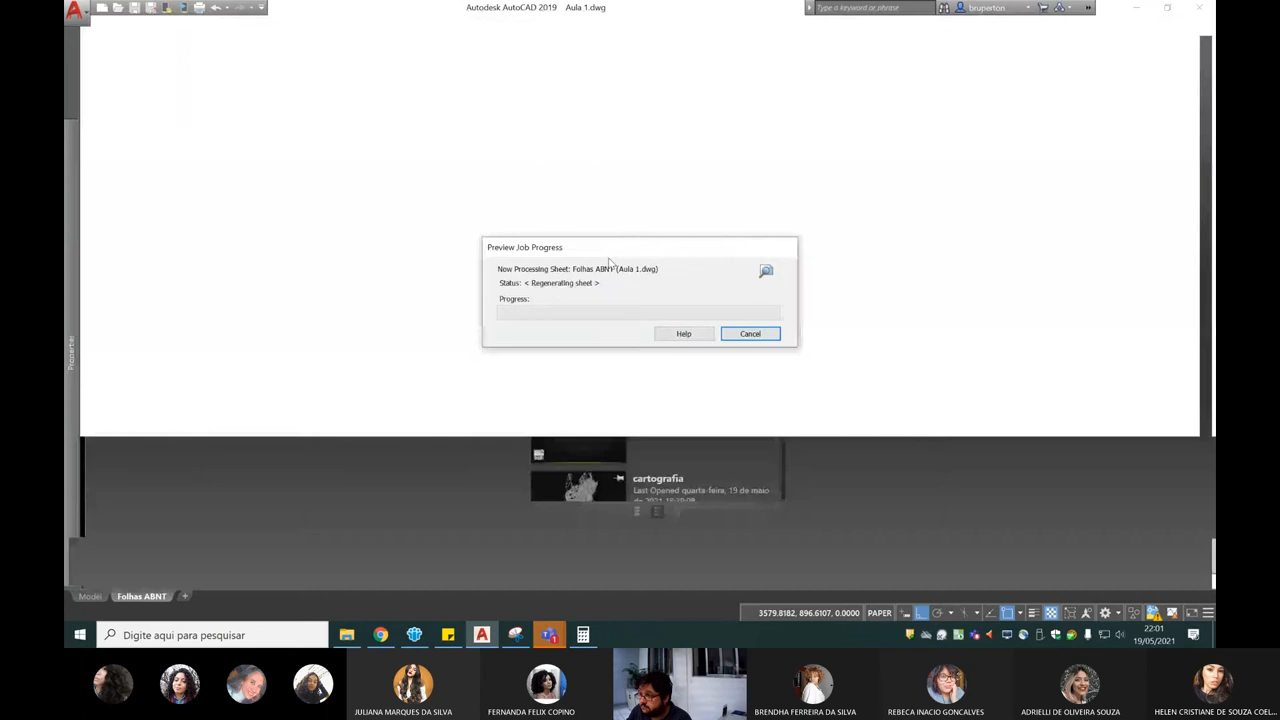 Autodesk AutoCAD 2019 Aula 1.dwg
Type a keyword or phrase
bruperton
Preview Job Progress
Now Processing Sheet: Folhas ABNT (Aula 1.dwg)
Status: < Regenerating sheet >
Progress:
Help
Cancel
Properties
cartografia
Last Opened quarta-feira, 19 de maio
de 2021
Model
Folhas ABNT
3579.8182, 896.6107, 0.0000
PAPER
Digite aqui para pesquisar
22:01
19/05/2021
JULIANA MARQUES DA SILVA
FERNANDA FELIX COPINO
BRENDHA FERREIRA DA SILVA
REBECA INACIO GONCALVES
ADRIELLI DE OLIVEIRA SOUZA
HELEN CRISTIANE DE SOUZA COEL...